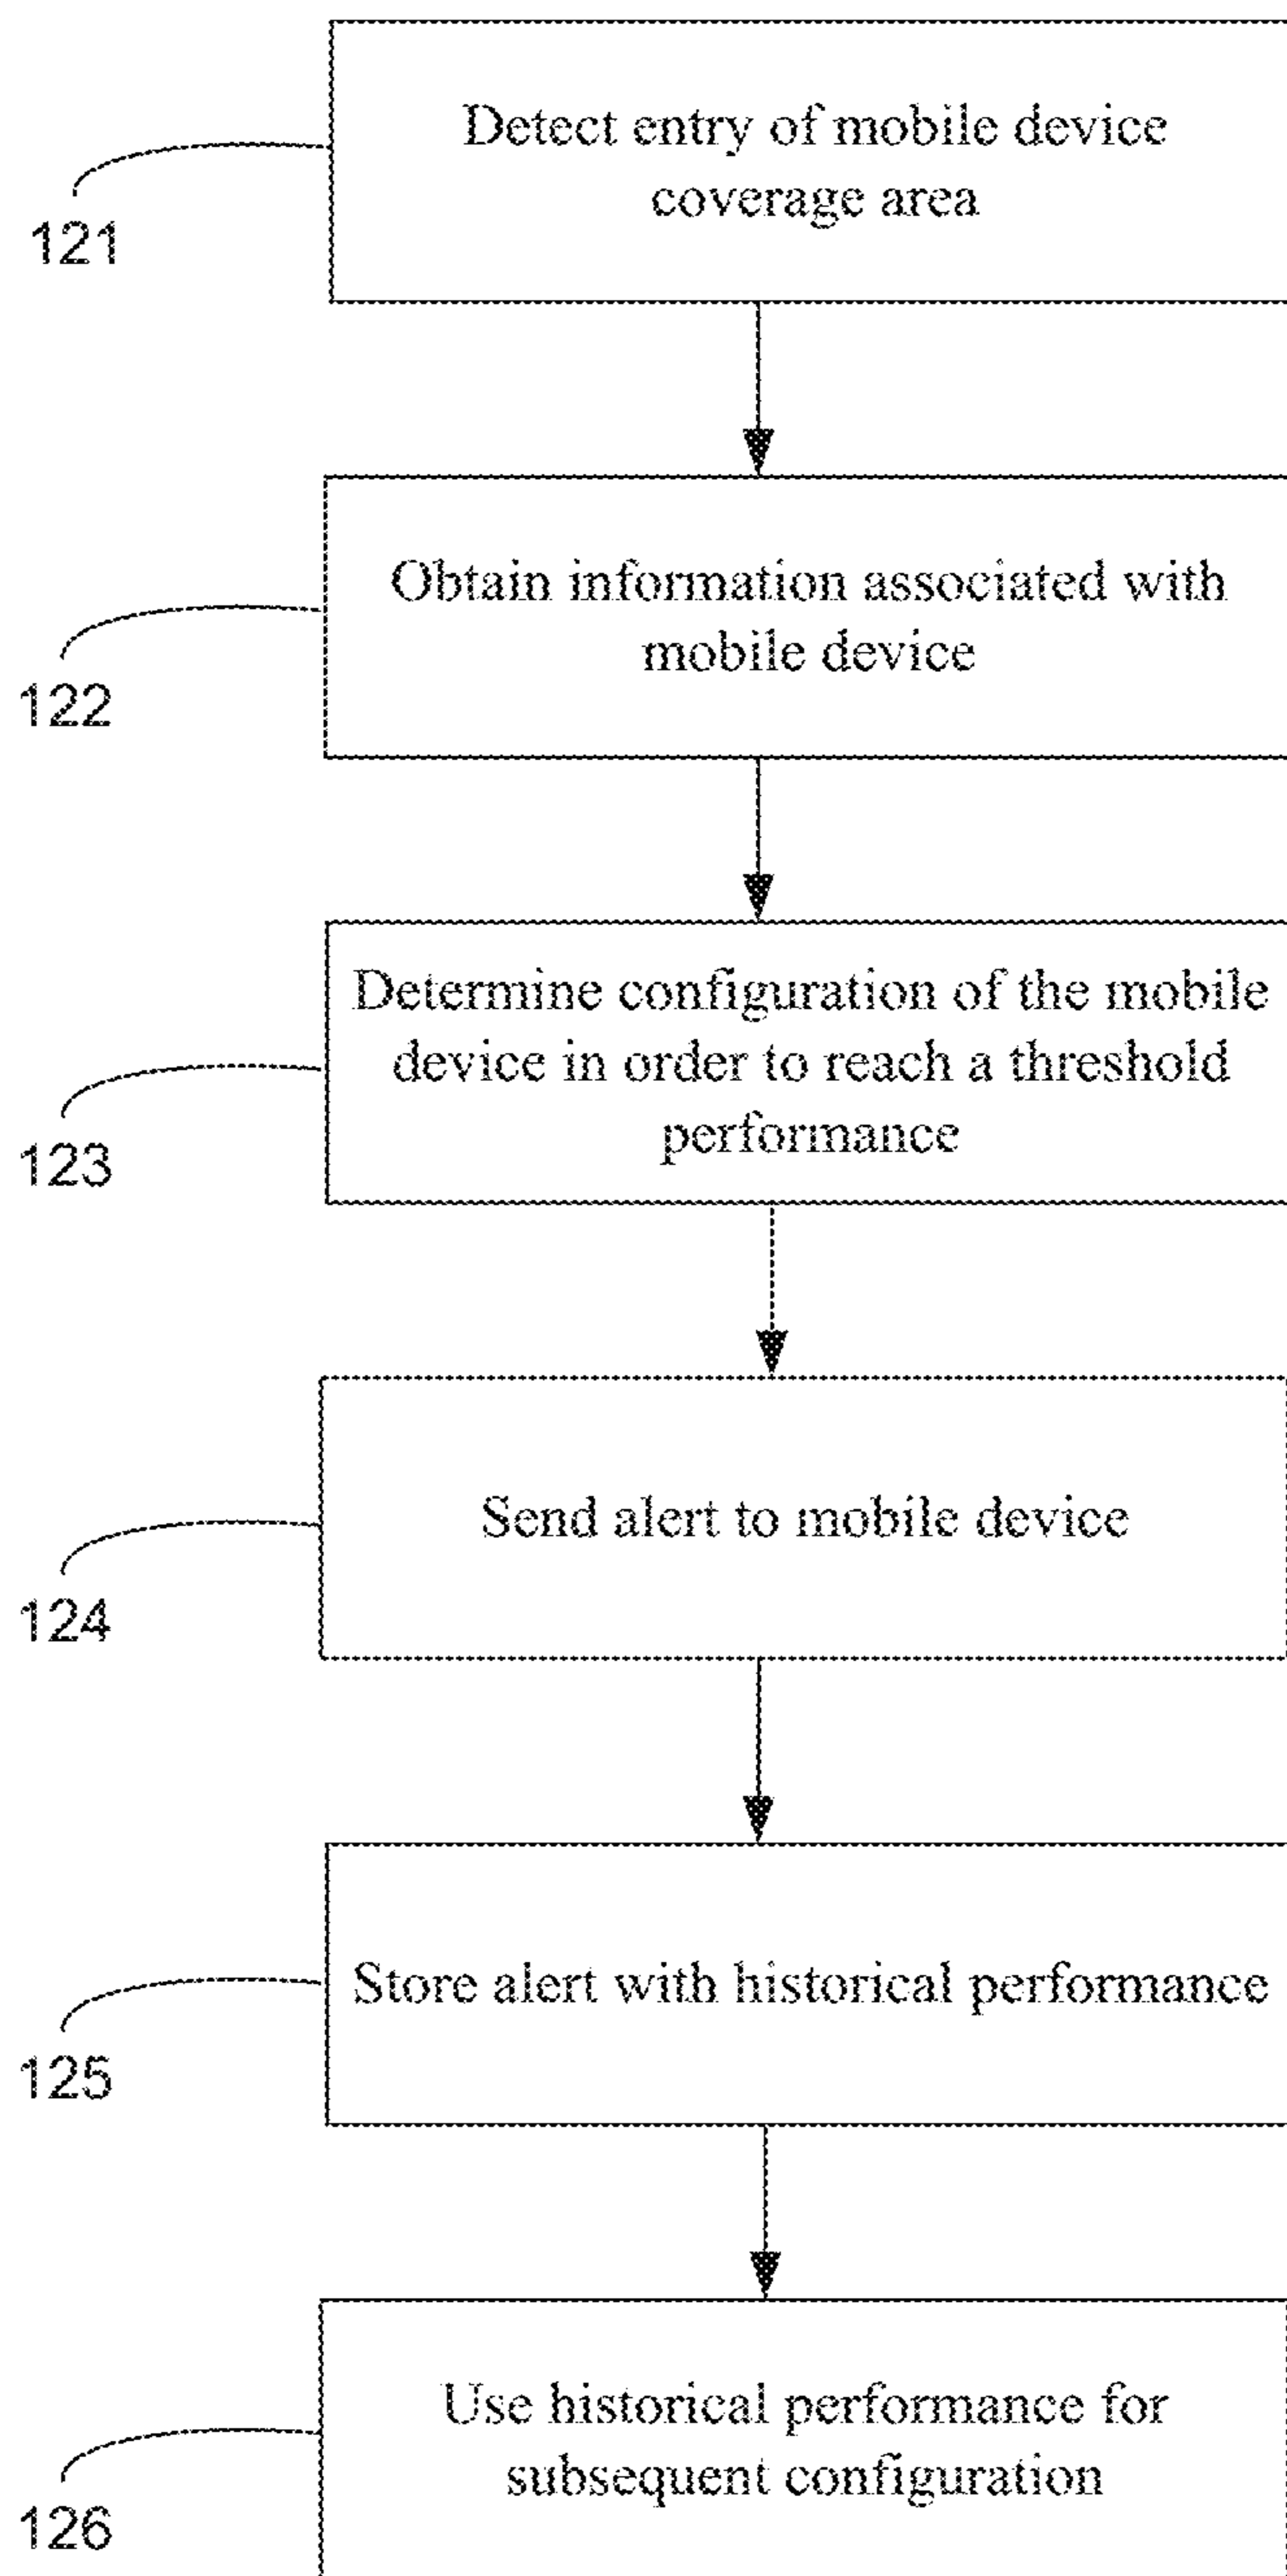 Detect entry of mobile device
coverage area
121
Obtain information associated with
mobile device
122
Determine configuration of the mobile
device in order to reach a threshold
performance
123
Send alert to mobile device
124
Store alert with historical performance
125
Use historical performance for
subsequent configuration
126